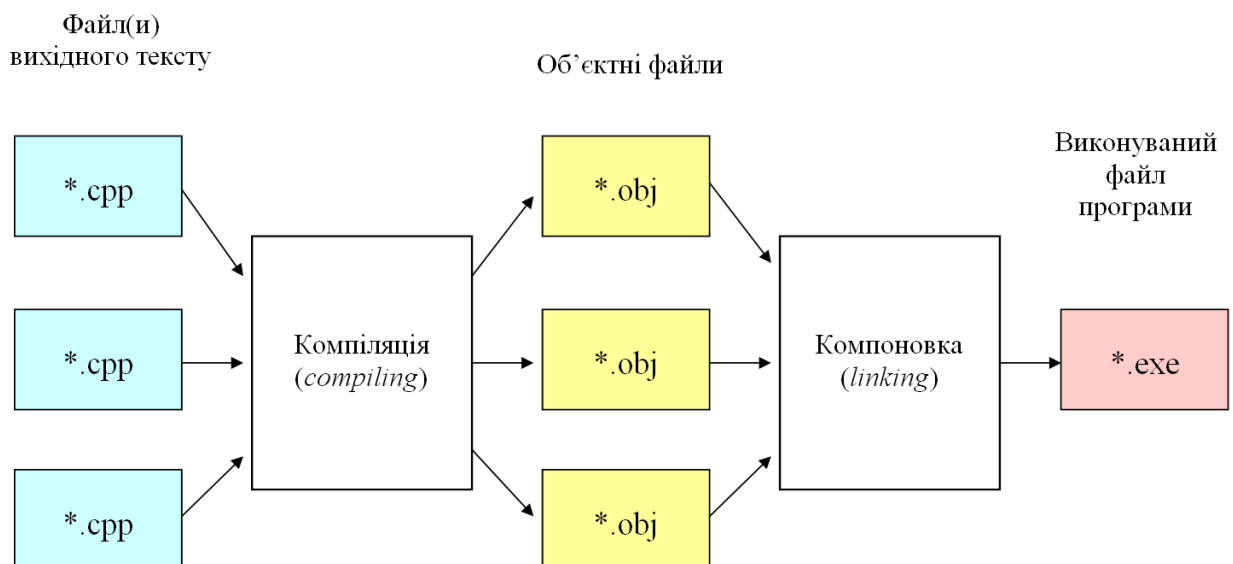 Файл(и)
вихідного тексту
Об’єктні файли
Виконуваний
файл
програми
*.cpp
*.obj
*.cpp
Компіляція
(compiling)
*.obj
Компоновка
(linking)
*.exe
*.cpp
*.obj